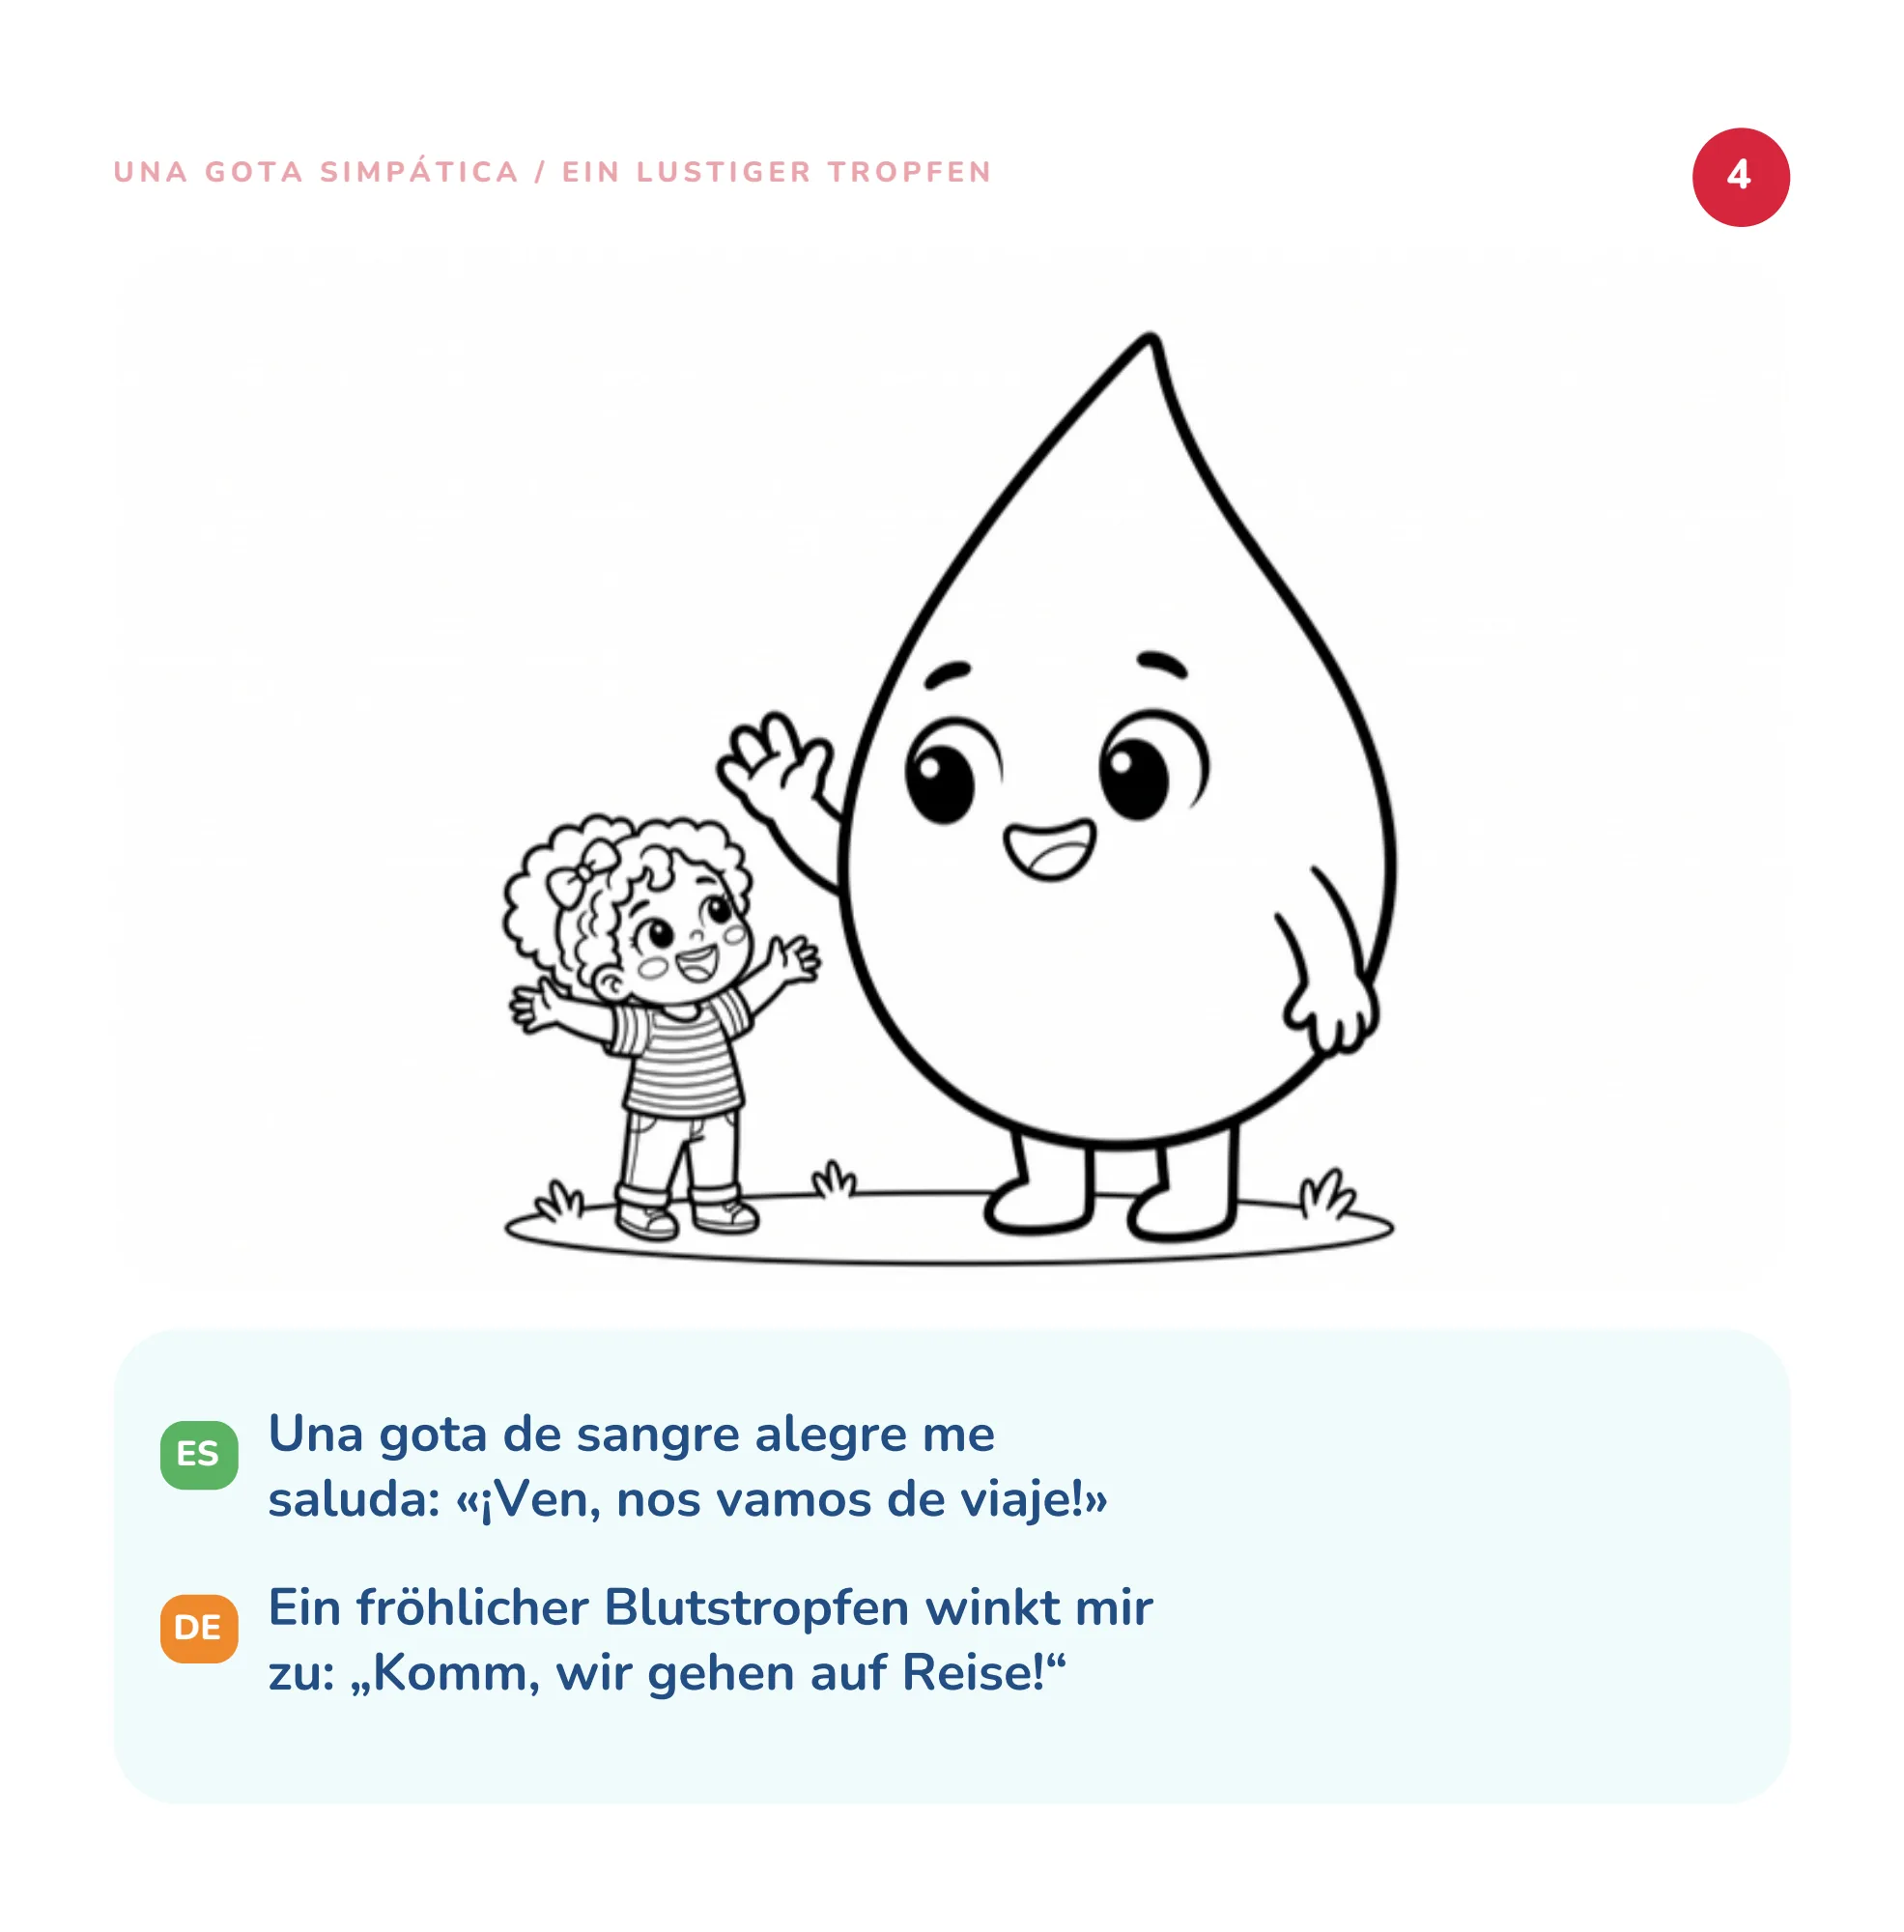 UNA GOTA SIMPÁTICA / EIN LUSTIGER TROPFEN
4
ES
Una gota de sangre alegre me
saluda: «¡Ven, nos vamos de viaje!»
DE
Ein fröhlicher Blutstropfen winkt mir
zu: „Komm, wir gehen auf Reise!“